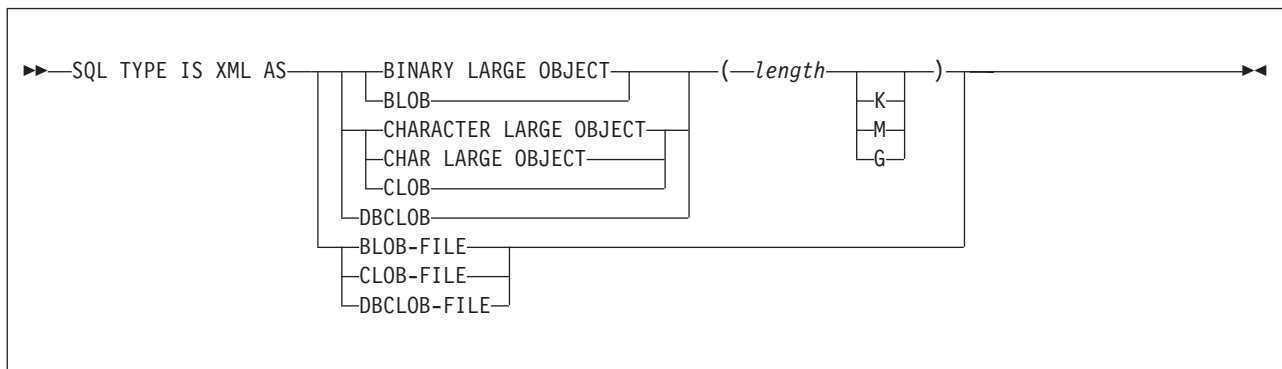 SQL TYPE IS XML AS BINARY LARGE OBJECT ( length )
BLOB K
CHARACTER LARGE OBJECT M
CHAR LARGE OBJECT G
CLOB
DBCLOB
BLOB-FILE
CLOB-FILE
DBCLOB-FILE